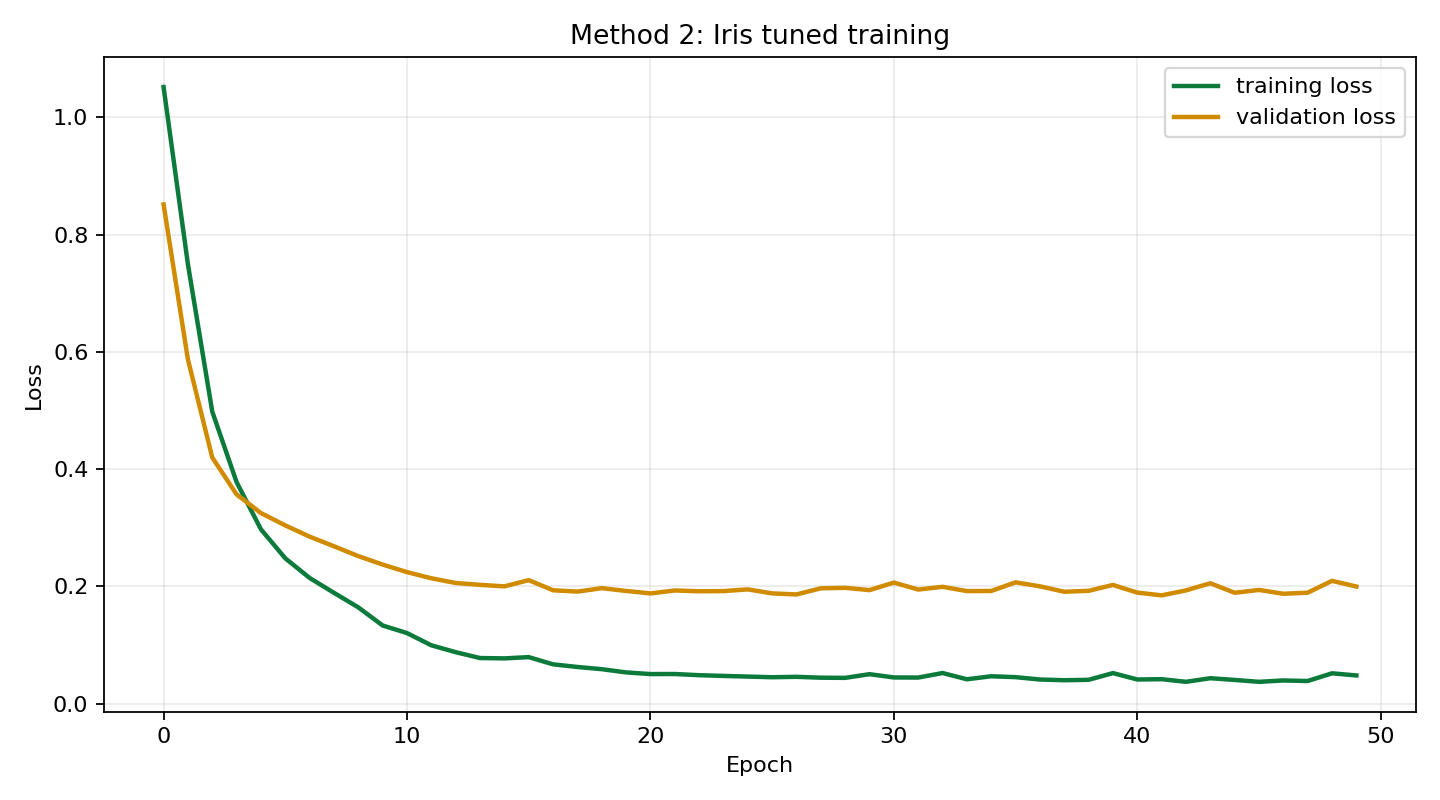 Method 2: Iris tuned training
training loss
validation loss
Loss
1.0
0.8
0.6
0.4
0.2
0.0
0 10 20 30 40 50
Epoch